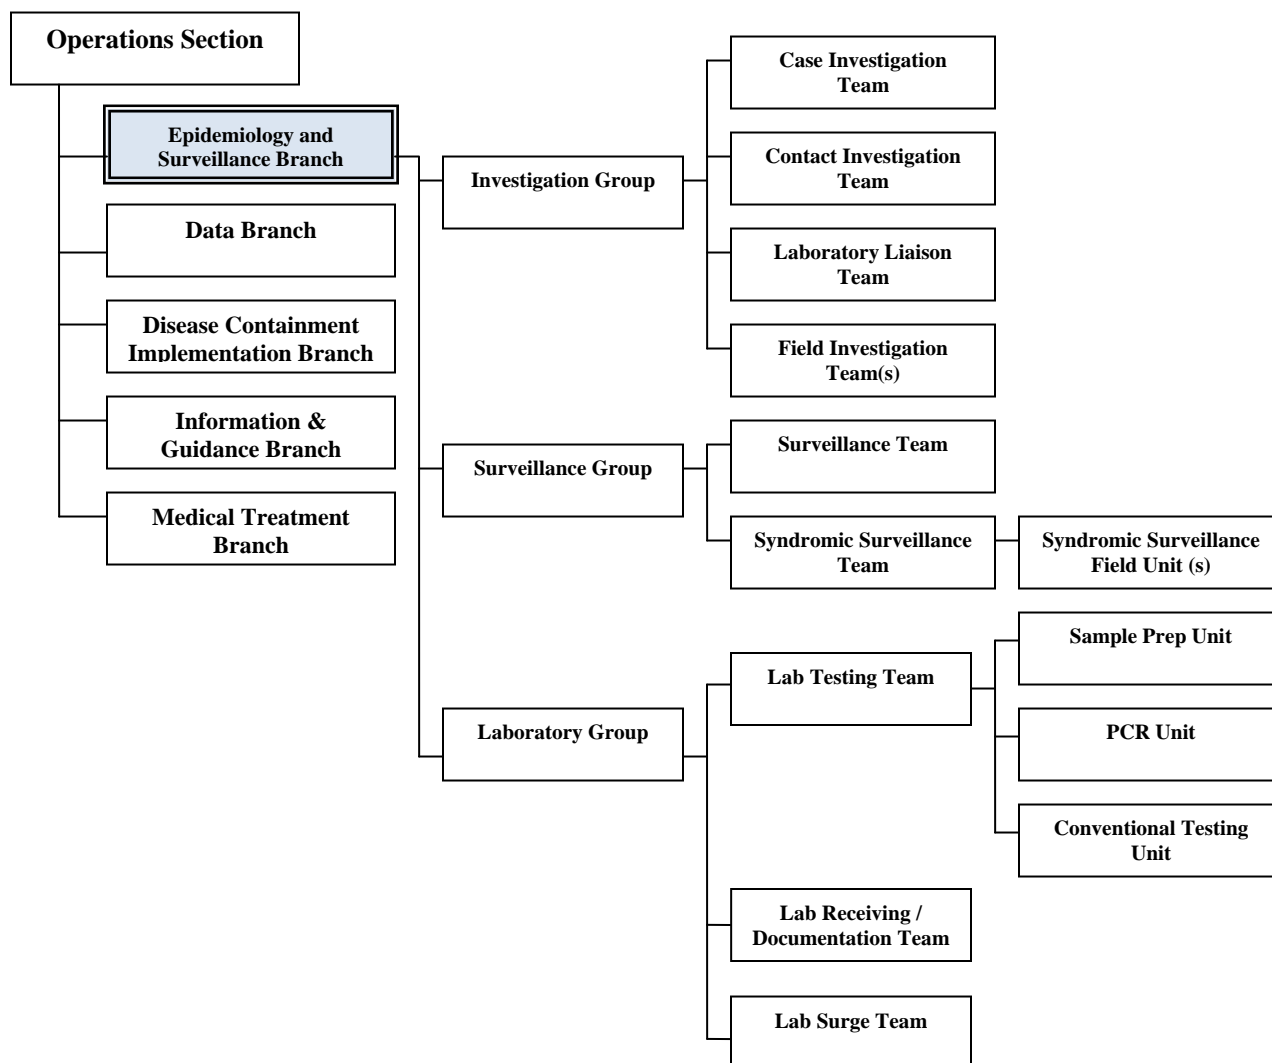 Operations Section
Epidemiology and
Surveillance Branch
Data Branch
Disease Containment
Implementation Branch
Information &
Guidance Branch
Medical Treatment
Branch
Investigation Group
Surveillance Group
Laboratory Group
Case Investigation
Team
Contact Investigation
Team
Laboratory Liaison
Team
Field Investigation
Team(s)
Surveillance Team
Syndromic Surveillance
Team
Syndromic Surveillance
Field Unit (s)
Lab Testing Team
Sample Prep Unit
PCR Unit
Conventional Testing
Unit
Lab Receiving /
Documentation Team
Lab Surge Team